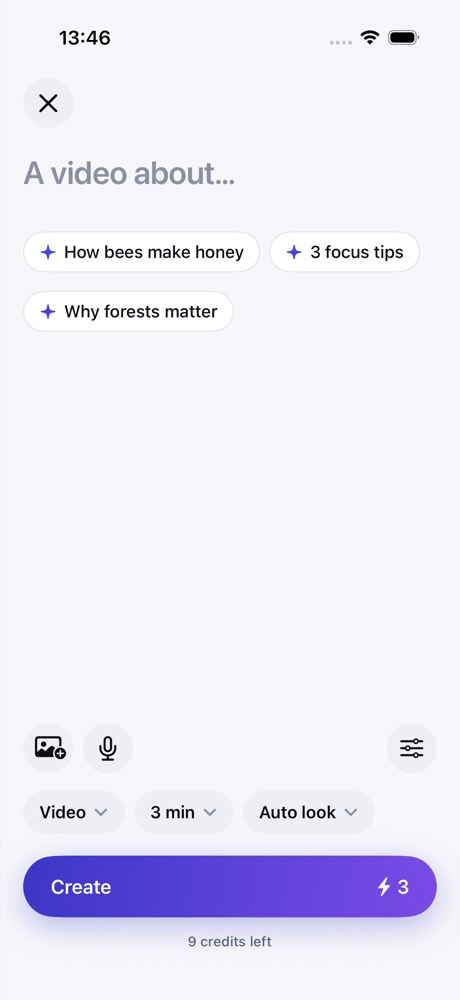 13:46
A video about...
How bees make honey
3 focus tips
Why forests matter
Video
3 min
Auto look
Create
3
9 credits left